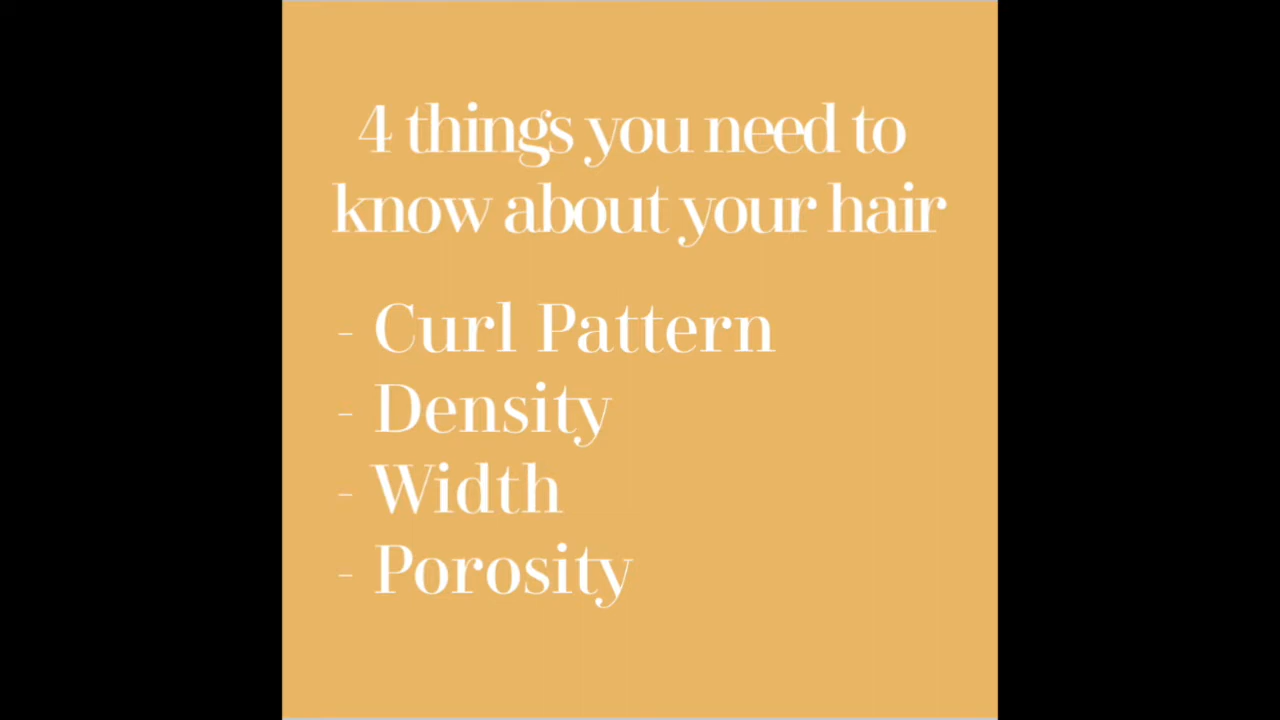 4 things you need to
know about your hair
- Curl Pattern
- Density
- Width
- Porosity